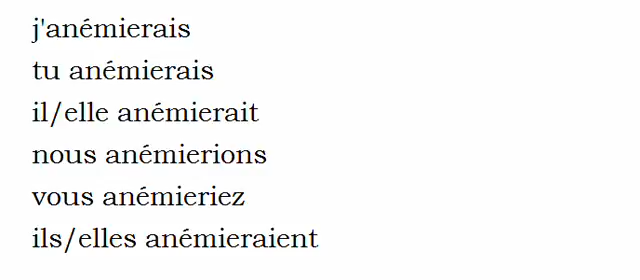 j'anémierais
tu anémierais
il/elle anémierait
nous anémierions
vous anémieriez
ils/elles anémieraient